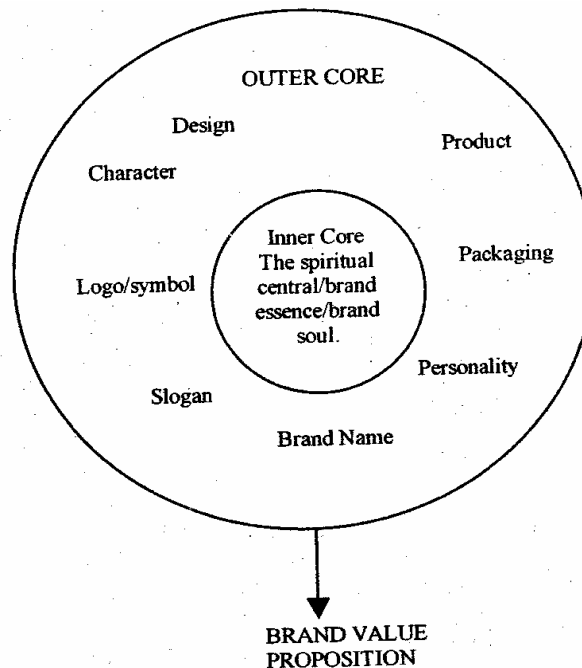 OUTER CORE
Design
Product
Character
Inner Core
The spiritual
central/brand
essence/brand
soul.
Packaging
Logo/symbol
Personality
Slogan
Brand Name
BRAND VALUE
PROPOSITION